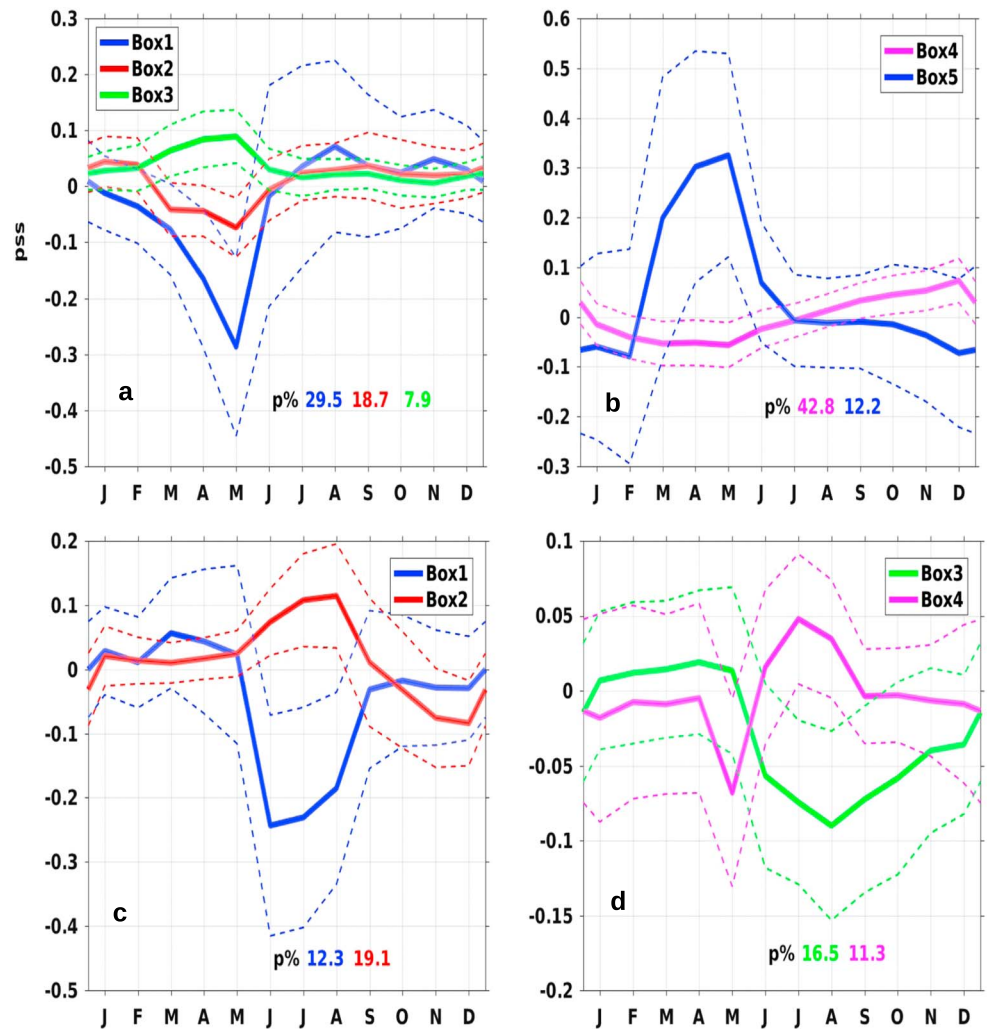 0.3
0.2
0.1
0
-0.1
-0.2
-0.3
-0.4
-0.5
pss
Box1
Box2
Box3
a
p% 29.5 18.7 7.9
J F M A M J J A S O N D
0.6
0.5
0.4
0.3
0.2
0.1
0
-0.1
-0.2
-0.3
Box4
Box5
b
p% 42.8 12.2
J F M A M J J A S O N D
0.2
0.1
0
-0.1
-0.2
-0.3
-0.4
-0.5
Box1
Box2
c
p% 12.3 19.1
J F M A M J J A S O N D
0.1
0.05
0
-0.05
-0.1
-0.15
-0.2
Box3
Box4
d
p% 16.5 11.3
J F M A M J J A S O N D